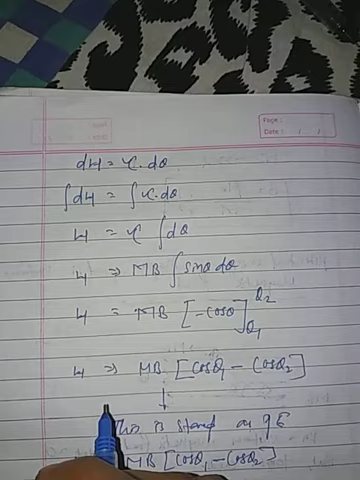 Page :
Date : / /
dW = τ. dθ
∫dW = ∫ τ. dθ
W = τ ∫dθ
W ⇒ MB ∫ sinθ dθ
W = MB [-cosθ] θ2 θ1
W ⇒ MB [cosθ1 - cosθ2]
↓
This is stored as P E
MB [cosθ1 - cosθ2]